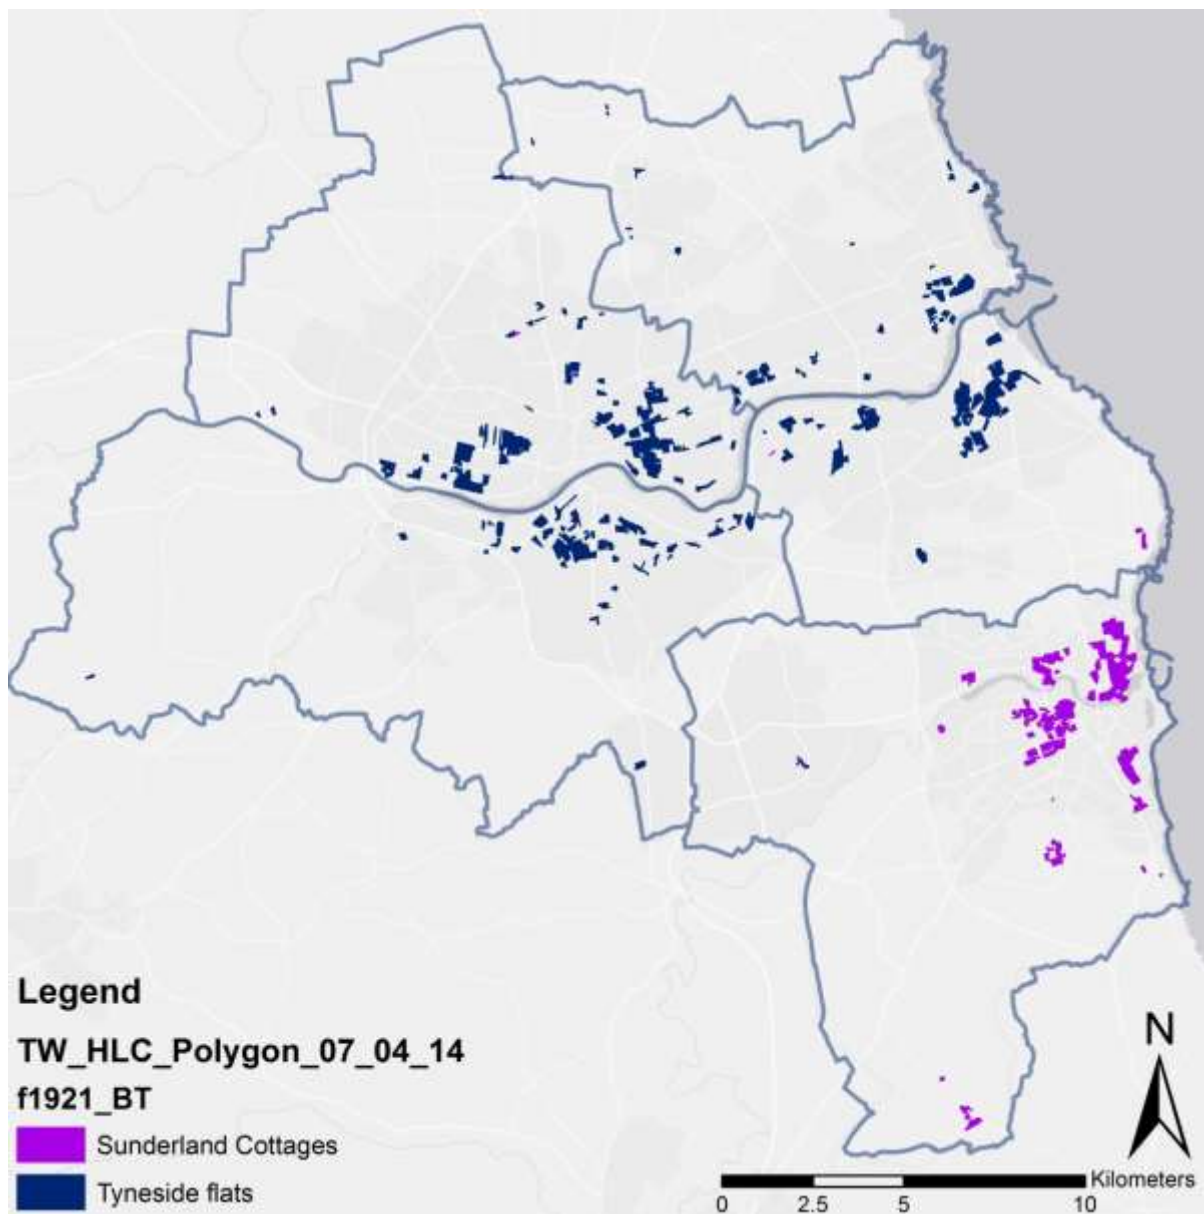 Legend
TW_HLC_Polygon_07_04_14
f1921_BT
Sunderland Cottages
Tyneside flats
N
Kilometers
0 2.5 5 10